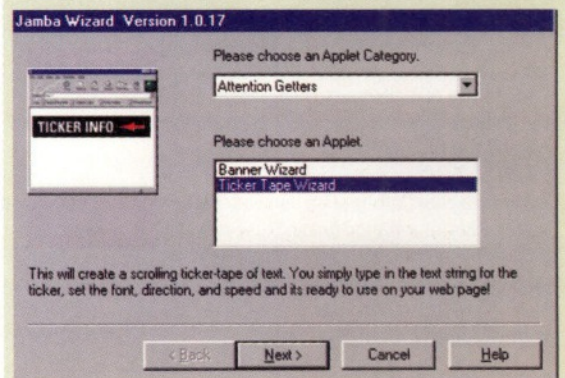 Jamba Wizard Version 1.0.17
Please choose an Applet Category.
Attention Getters
TICKER INFO
Please choose an Applet.
Banner Wizard
Ticker Tape Wizard
This will create a scrolling ticker-tape of text. You simply type in the text string for the
ticker, set the font, direction, and speed and its ready to use on your web page!
< Back
Next >
Cancel
Help